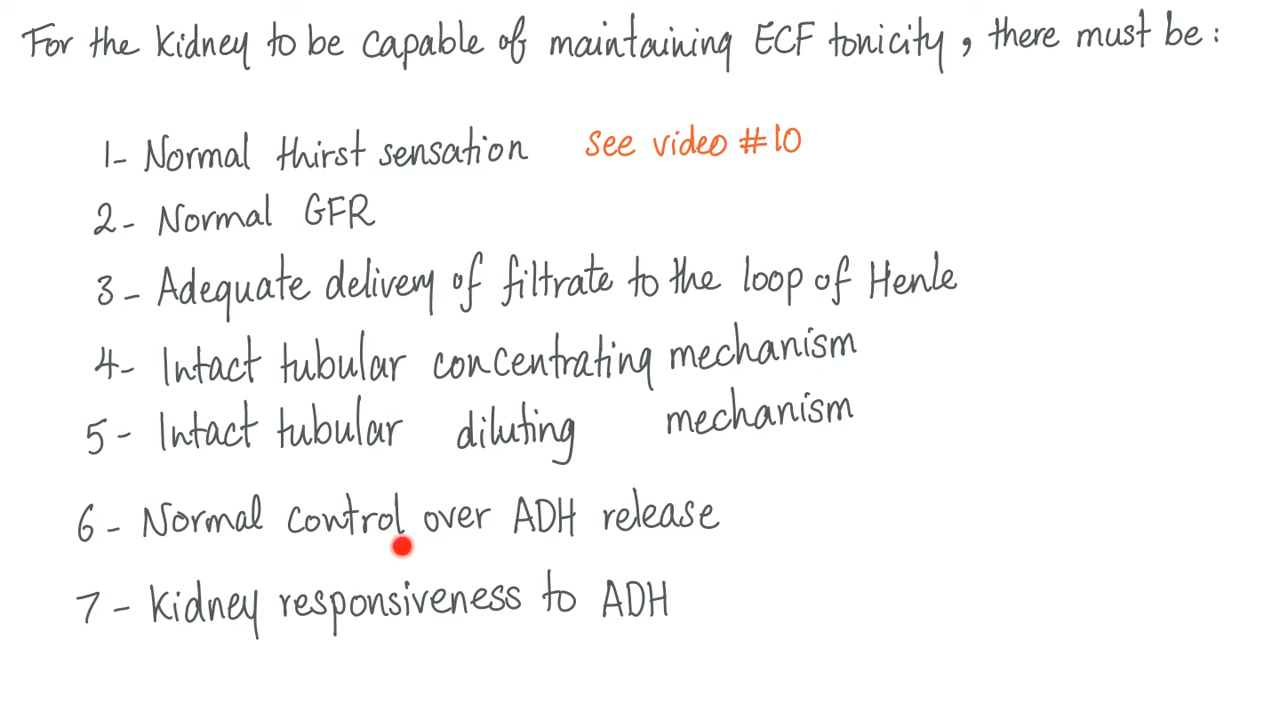 For the kidney to be capable of maintaining ECF tonicity, there must be:
1- Normal thirst sensation see video #10
2- Normal GFR
3- Adequate delivery of filtrate to the loop of Henle
4- Intact tubular concentrating mechanism
5- Intact tubular diluting mechanism
6- Normal control over ADH release
7- Kidney responsiveness to ADH